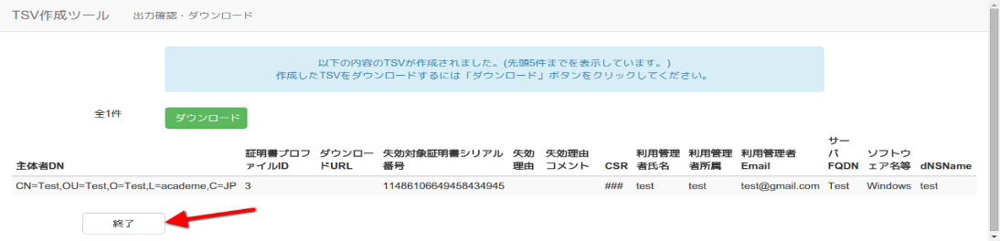 TSV作成ツール 出力確認・ダウンロード
以下の内容のTSVが作成されました。(先頭5件までを表示しています。)
作成したTSVをダウンロードするには「ダウンロード」ボタンをクリックしてください。
全1件 ダウンロード
主体者DN 証明書プロファイルID ダウンロードURL 失効対象証明書シリアル番号 失効理由 失効理由コメント CSR 利用管理者氏名 利用管理者所属 利用管理者Email サーバFQDN ソフトウェア名等 dNSName
CN=Test,OU=Test,O=Test,L=academe,C=JP 3 11486106649458434945 ### test test test@gmail.com Test Windows test
終了